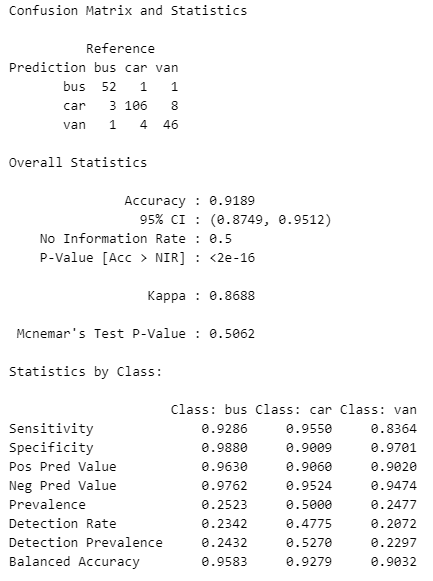 Confusion Matrix and Statistics
Reference
Prediction bus car van
bus 52 1 1
car 3 106 8
van 1 4 46
Overall Statistics
Accuracy : 0.9189
95% CI : (0.8749, 0.9512)
No Information Rate : 0.5
P-Value [Acc > NIR] : <2e-16
Kappa : 0.8688
Mcnemar's Test P-Value : 0.5062
Statistics by Class:
Class: bus Class: car Class: van
Sensitivity 0.9286 0.9550 0.8364
Specificity 0.9880 0.9009 0.9701
Pos Pred Value 0.9630 0.9060 0.9020
Neg Pred Value 0.9762 0.9524 0.9474
Prevalence 0.2523 0.5000 0.2477
Detection Rate 0.2342 0.4775 0.2072
Detection Prevalence 0.2432 0.5270 0.2297
Balanced Accuracy 0.9583 0.9279 0.9032